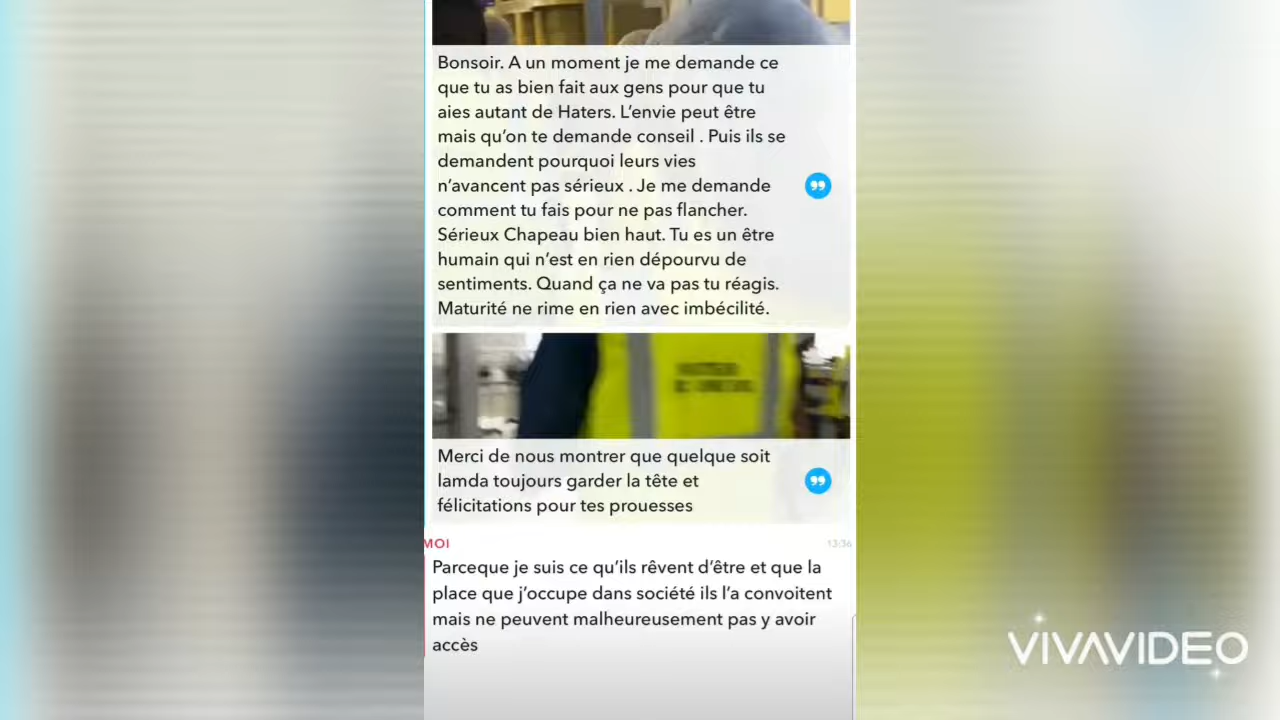 Bonsoir. A un moment je me demande ce
que tu as bien fait aux gens pour que tu
aies autant de Haters. L’envie peut être
mais qu’on te demande conseil . Puis ils se
demandent pourquoi leurs vies
n’avancent pas sérieux . Je me demande
comment tu fais pour ne pas flancher.
Sérieux Chapeau bien haut. Tu es un être
humain qui n’est en rien dépourvu de
sentiments. Quand ça ne va pas tu réagis.
Maturité ne rime en rien avec imbécilité.
Merci de nous montrer que quelque soit
lamda toujours garder la tête et
félicitations pour tes prouesses
MOI 13:36
Parceque je suis ce qu’ils rêvent d’être et que la
place que j’occupe dans société ils l’a convoitent
mais ne peuvent malheureusement pas y avoir
accès
VIVAVIDEO